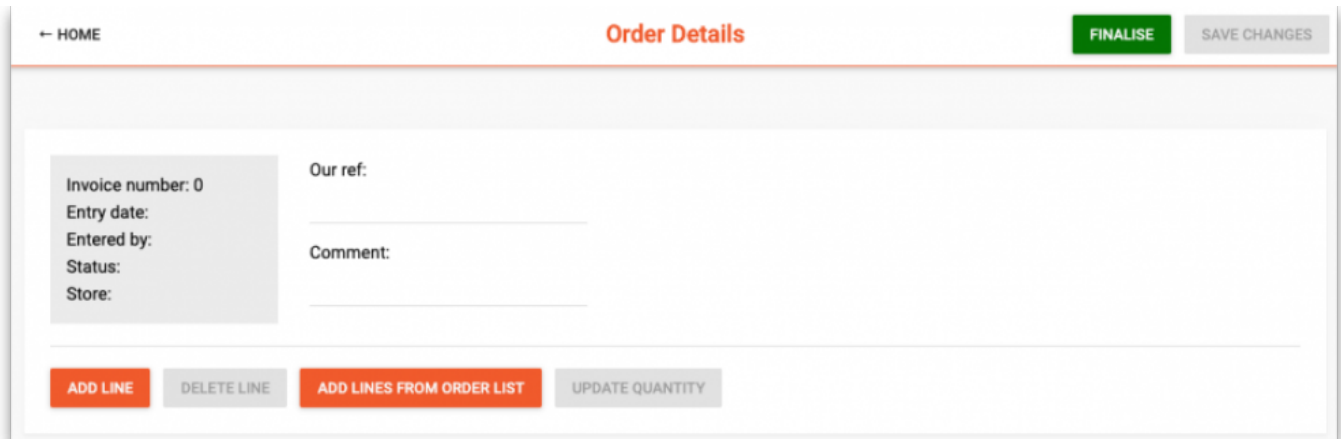 ← HOME
Order Details
FINALISE
SAVE CHANGES
Invoice number: 0
Entry date:
Entered by:
Status:
Store:
Our ref:
Comment:
ADD LINE
DELETE LINE
ADD LINES FROM ORDER LIST
UPDATE QUANTITY